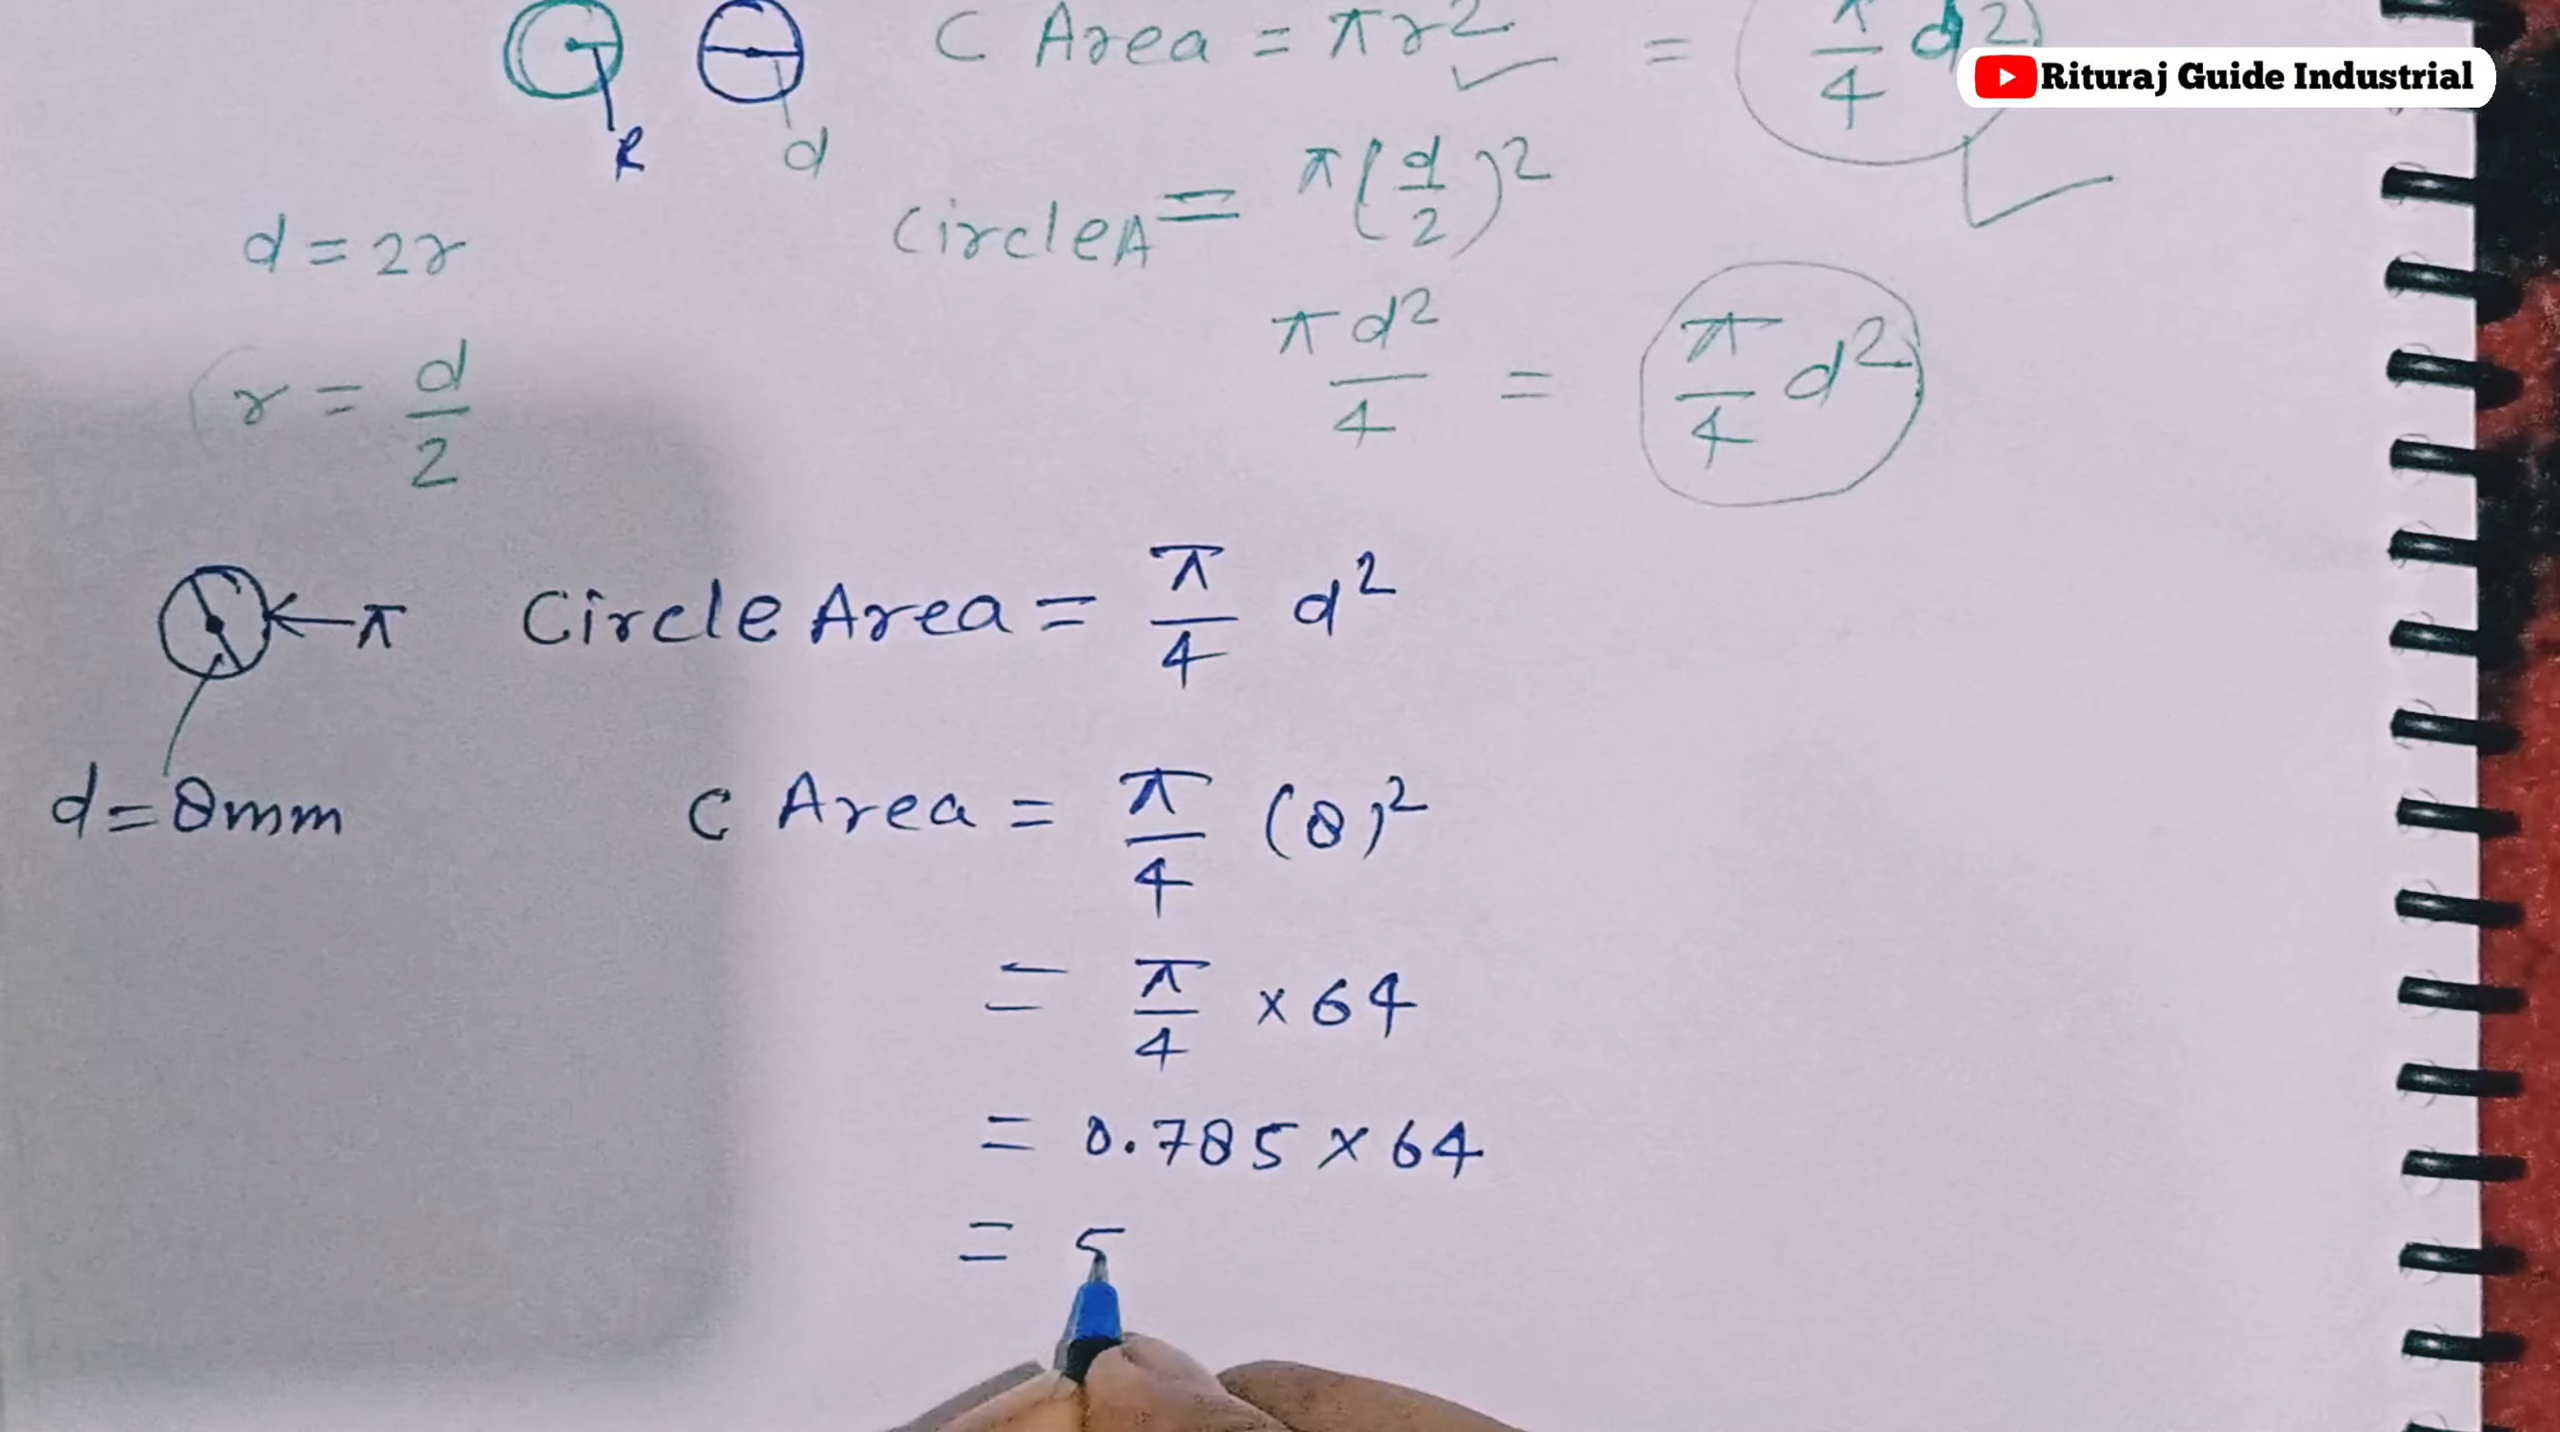 C Area = πr2 = π/4 d2
Rituraj Guide Industrial
R d
Circle A = π(d/2)²
d = 2r
πd²/4 = π/4 d²
r = d/2
π Circle Area = π/4 d²
d = 8mm C Area = π/4 (8)²
= π/4 × 64
= 0.785 × 64
= 5